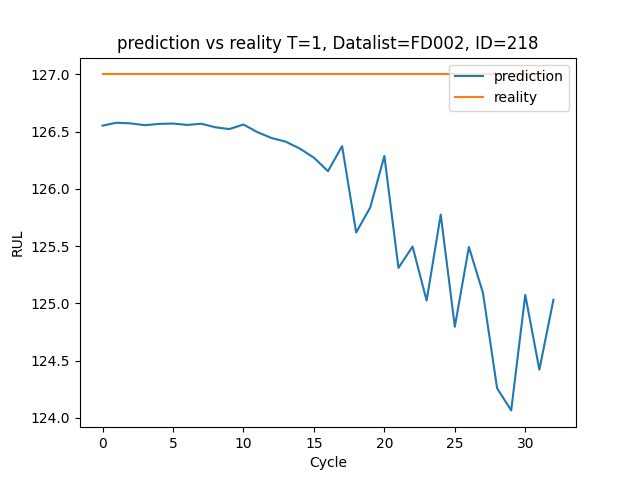 prediction vs reality T=1, Datalist=FD002, ID=218
prediction
reality
RUL
127.0
126.5
126.0
125.5
125.0
124.5
124.0
0 5 10 15 20 25 30
Cycle